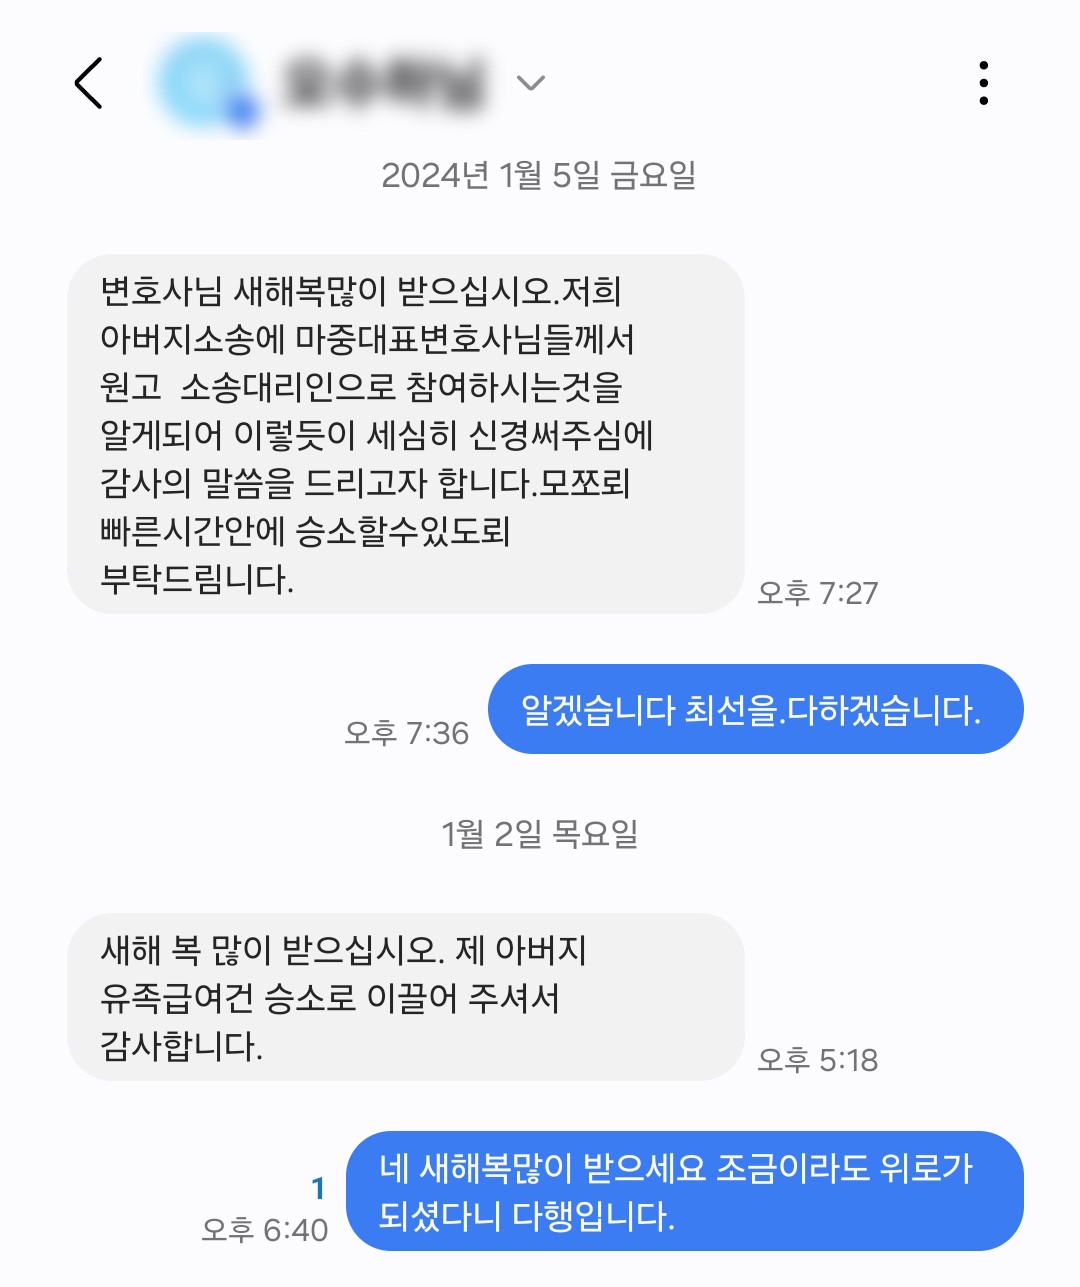 2024년 1월 5일 금요일
변호사님 새해복많이 받으십시오.저희
아버지소송에 마중대표변호사님들께서
원고  소송대리인으로 참여하시는것을
알게되어 이렇듯이 세심히 신경써주심에
감사의 말씀을 드리고자 합니다.모쪼뢰
빠른시간안에 승소할수있도뢰
부탁드림니다.
오후 7:27
알겠습니다 최선을.다하겠습니다.
오후 7:36
1월 2일 목요일
새해 복 많이 받으십시오. 제 아버지
유족급여건 승소로 이끌어 주셔서
감사합니다.
오후 5:18
네 새해복많이 받으세요 조금이라도 위로가
되셨다니 다행입니다.
1
오후 6:40